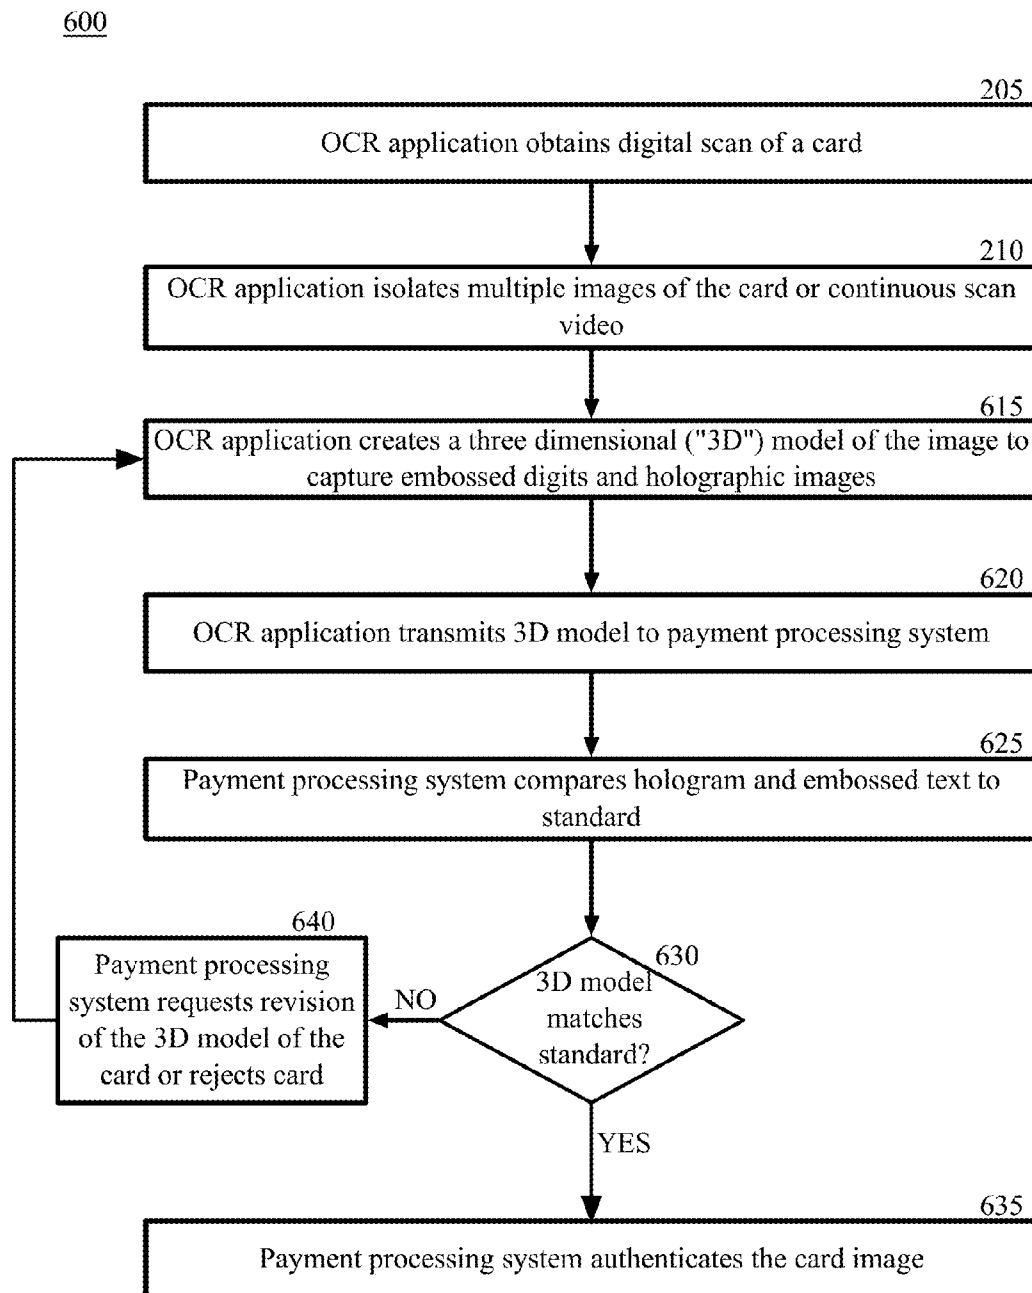 600
205
OCR application obtains digital scan of a card
210
OCR application isolates multiple images of the card or continuous scan
video
615
OCR application creates a three dimensional ("3D") model of the image to
capture embossed digits and holographic images
620
OCR application transmits 3D model to payment processing system
625
Payment processing system compares hologram and embossed text to
standard
630
3D model
matches
standard?
NO
640
Payment processing
system requests revision
of the 3D model of the
card or rejects card
YES
635
Payment processing system authenticates the card image